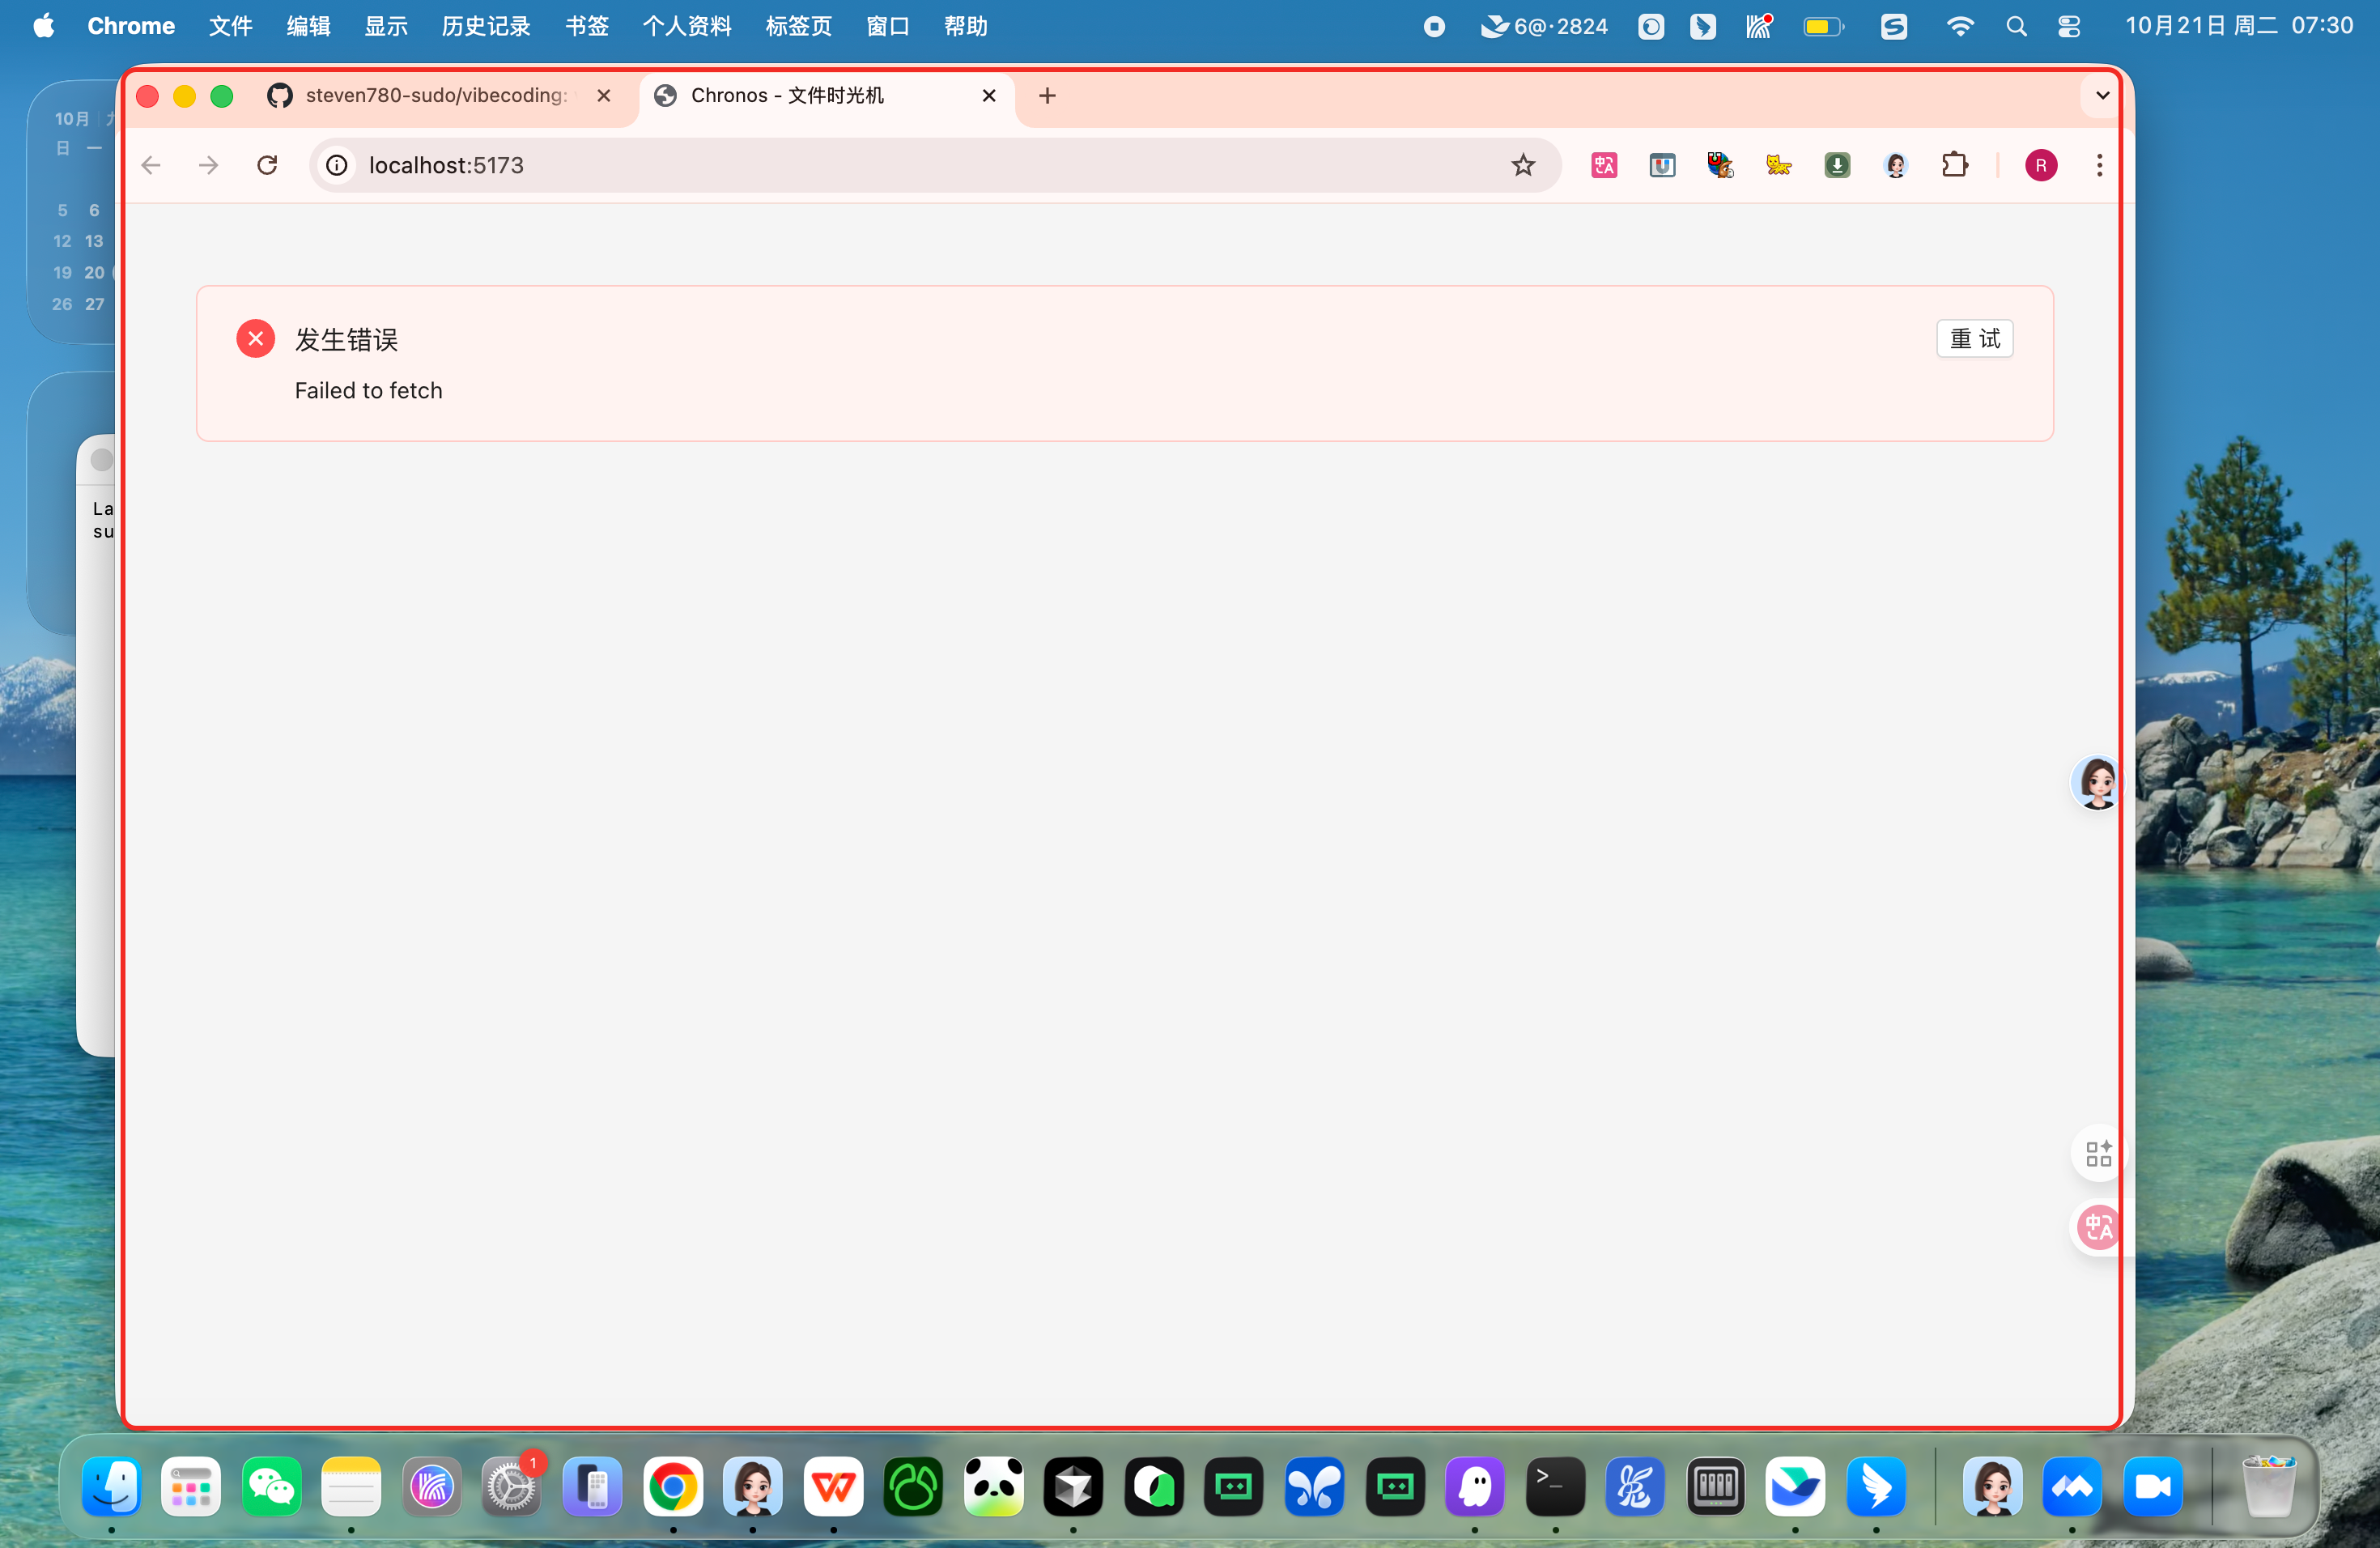 Chrome 文件 编辑 显示 历史记录 书签 个人资料 标签页 窗口 帮助 6@·2824 10月21日 周二 07:30
steven780-sudo/vibecoding: Chronos - 文件时光机
localhost:5173 R
10月
日 一
5 6
12 13
19 20
26 27
发生错误 重 试
Failed to fetch
La
su
中 A
1